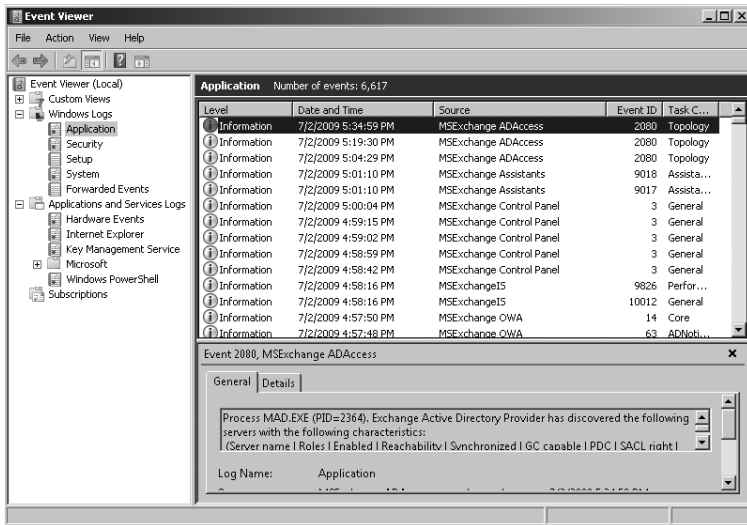 Event Viewer
File Action View Help
Event Viewer (Local)
Custom Views
Windows Logs
Application
Security
Setup
System
Forwarded Events
Applications and Services Logs
Hardware Events
Internet Explorer
Key Management Service
Microsoft
Windows PowerShell
Subscriptions
Application Number of events: 6,617
Level Date and Time Source Event ID Task C...
Information 7/2/2009 5:34:59 PM MSExchange ADAccess 2080 Topology
Information 7/2/2009 5:19:30 PM MSExchange ADAccess 2080 Topology
Information 7/2/2009 5:04:29 PM MSExchange ADAccess 2080 Topology
Information 7/2/2009 5:01:10 PM MSExchange Assistants 9018 Assista...
Information 7/2/2009 5:01:10 PM MSExchange Assistants 9017 Assista...
Information 7/2/2009 5:00:04 PM MSExchange Control Panel 3 General
Information 7/2/2009 4:59:15 PM MSExchange Control Panel 3 General
Information 7/2/2009 4:59:02 PM MSExchange Control Panel 3 General
Information 7/2/2009 4:58:59 PM MSExchange Control Panel 3 General
Information 7/2/2009 4:58:42 PM MSExchange Control Panel 3 General
Information 7/2/2009 4:58:16 PM MSExchangeIS 9826 Perfor...
Information 7/2/2009 4:58:16 PM MSExchangeIS 10012 General
Information 7/2/2009 4:57:50 PM MSExchange OWA 14 Core
Information 7/2/2009 4:57:48 PM MSExchange OWA 63 ADNoti...
Event 2080, MSExchange ADAccess
General Details
Process MAD.EXE (PID=2364). Exchange Active Directory Provider has discovered the following
servers with the following characteristics:
(Server name | Roles | Enabled | Reachability | Synchronized | GC capable | PDC | SACL right |
Log Name: Application